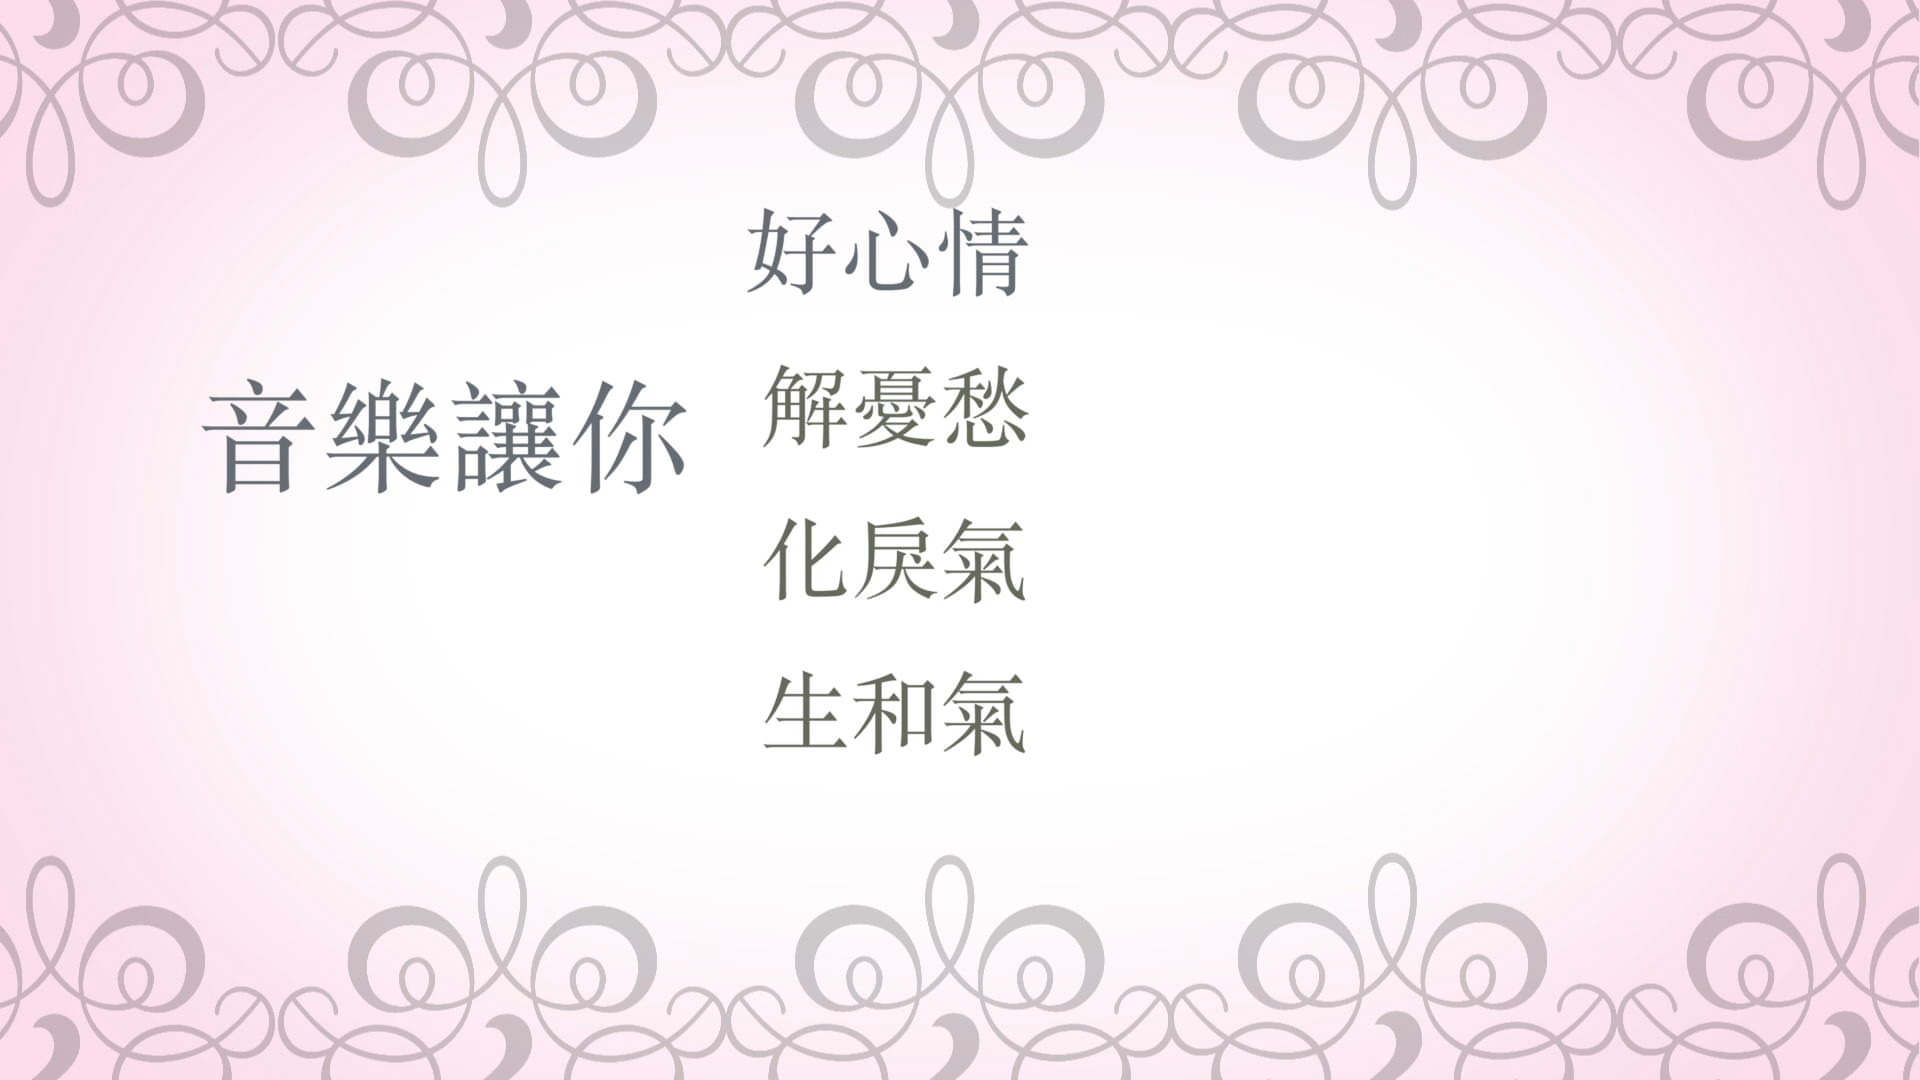 音樂讓你
好心情
解憂愁
化戾氣
生和氣